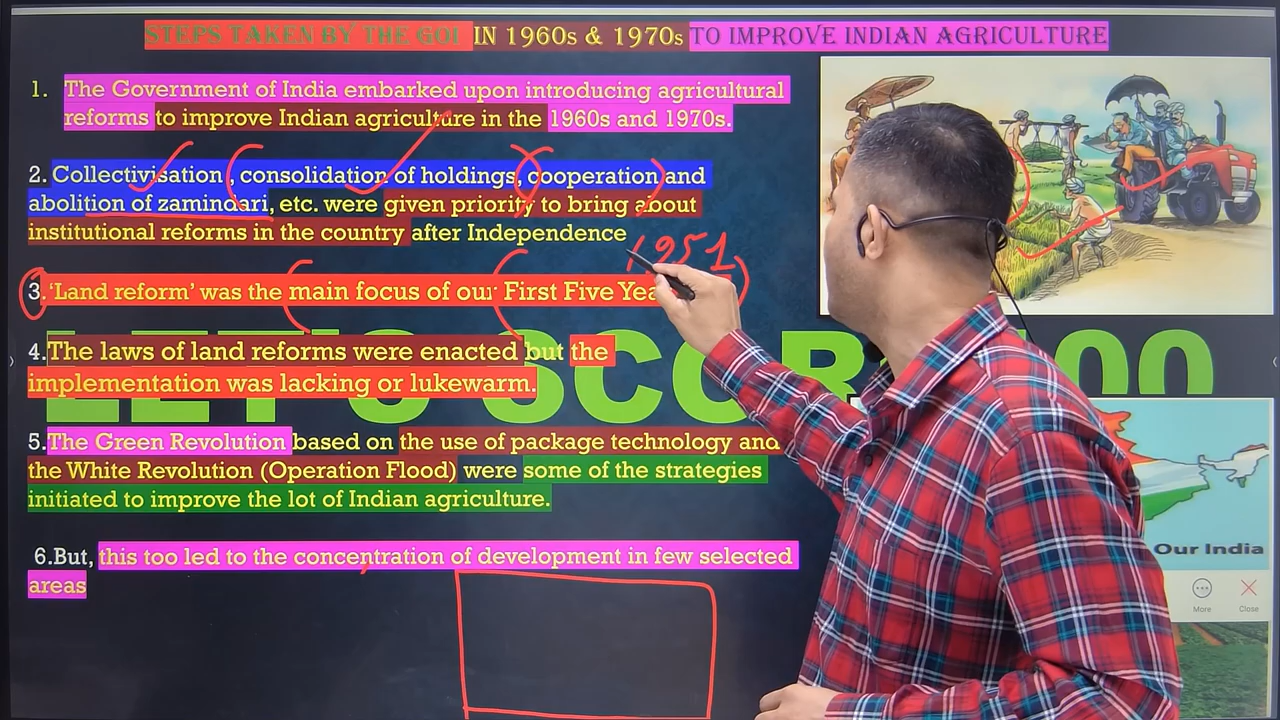 STEPS TAKEN BY THE GOI IN 1960s & 1970s TO IMPROVE INDIAN AGRICULTURE
1. The Government of India embarked upon introducing agricultural
reforms to improve Indian agriculture in the 1960s and 1970s.
2. Collectivisation , consolidation of holdings, cooperation and
abolition of zamindari, etc. were given priority to bring about
institutional reforms in the country after Independence
1951
3. ‘Land reform’ was the main focus of our First Five
4.The laws of land reforms were enacted but the
implementation was lacking or lukewarm.
LET'S
5.The Green Revolution based on the use of package technology and
the White Revolution (Operation Flood) were some of the strategies
initiated to improve the lot of Indian agriculture.
6.But, this too led to the concentration of development in few selected
areas
Our India
More
Close